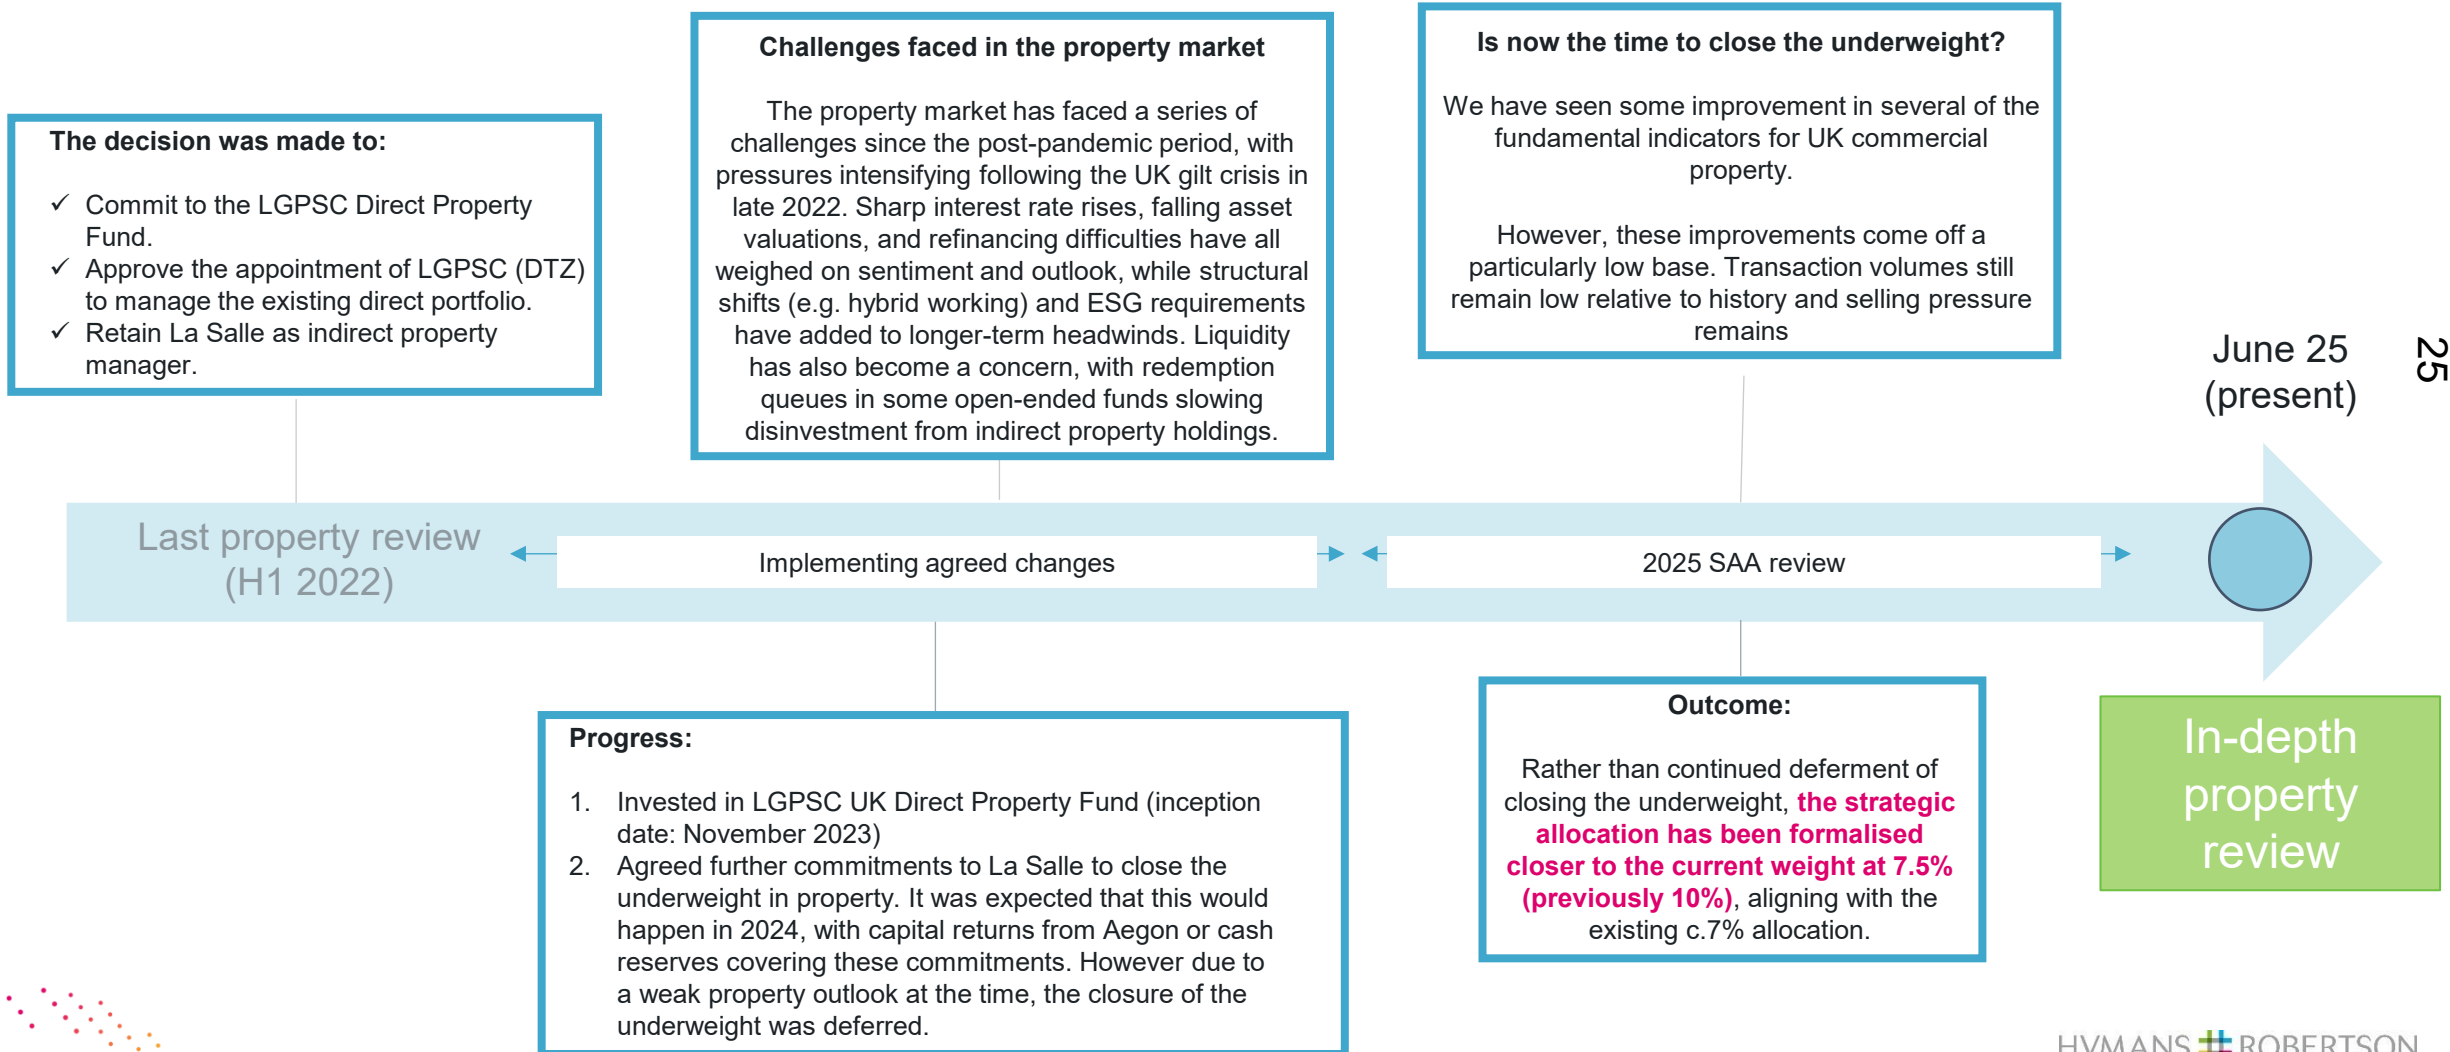 The decision was made to:
✓ Commit to the LGPSC Direct Property
Fund.
✓ Approve the appointment of LGPSC (DTZ)
to manage the existing direct portfolio.
✓ Retain La Salle as indirect property
manager.
Challenges faced in the property market
The property market has faced a series of
challenges since the post-pandemic period, with
pressures intensifying following the UK gilt crisis in
late 2022. Sharp interest rate rises, falling asset
valuations, and refinancing difficulties have all
weighed on sentiment and outlook, while structural
shifts (e.g. hybrid working) and ESG requirements
have added to longer-term headwinds. Liquidity
has also become a concern, with redemption
queues in some open-ended funds slowing
disinvestment from indirect property holdings.
Is now the time to close the underweight?
We have seen some improvement in several of the
fundamental indicators for UK commercial
property.
However, these improvements come off a
particularly low base. Transaction volumes still
remain low relative to history and selling pressure
remains
June 25
(present)
25
Last property review
(H1 2022)
Implementing agreed changes
2025 SAA review
Progress:
1. Invested in LGPSC UK Direct Property Fund (inception
date: November 2023)
2. Agreed further commitments to La Salle to close the
underweight in property. It was expected that this would
happen in 2024, with capital returns from Aegon or cash
reserves covering these commitments. However due to
a weak property outlook at the time, the closure of the
underweight was deferred.
Outcome:
Rather than continued deferment of
closing the underweight, the strategic
allocation has been formalised
closer to the current weight at 7.5%
(previously 10%), aligning with the
existing c.7% allocation.
In-depth
property
review
HYMANS # ROBERTSON